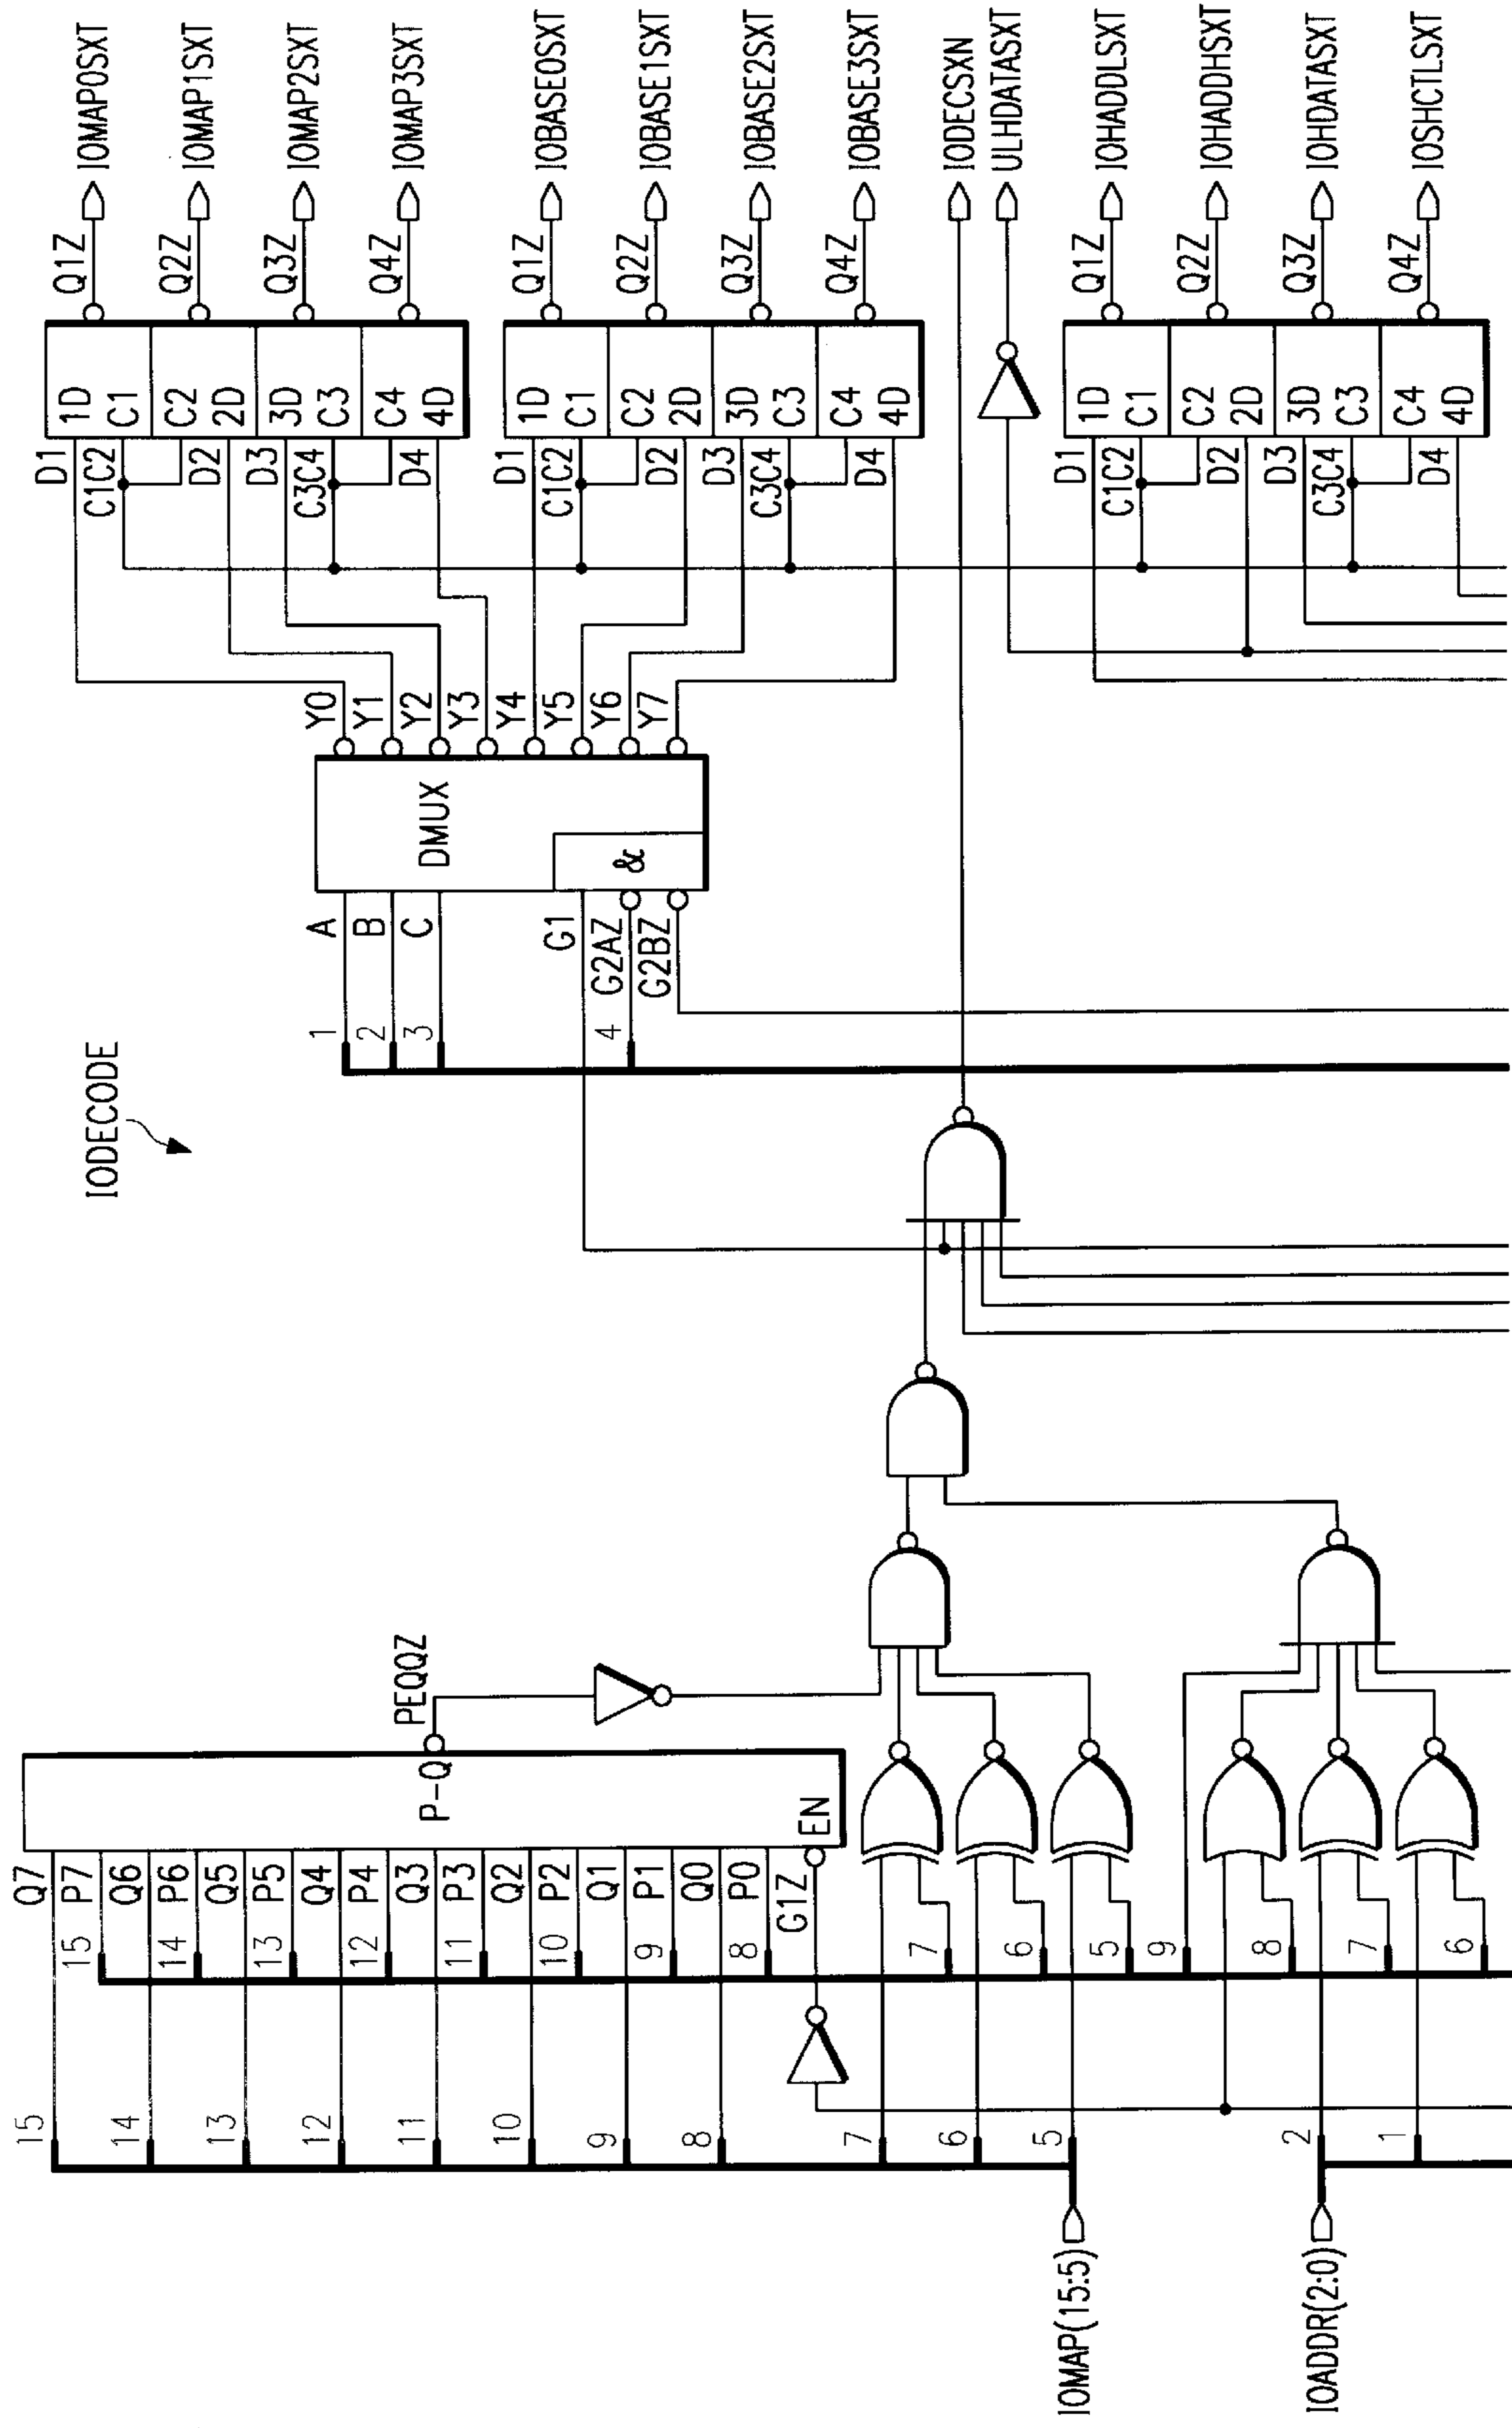 IODECODE
IOMAP(15:5)
IOADDR(2:0)
15
14
13
12
11
10
9
8
7
6
5
2
1
15
14
13
12
11
10
9
8
7
6
5
9
8
7
6
Q7
P7
Q6
P6
Q5
P5
Q4
P4
Q3
P3
Q2
P2
Q1
P1
Q0
P0
G1Z
P-Q
EN
PEQQZ
1
2
3
4
A
B
C
G1
G2AZ
G2BZ
DMUX
&
Y0
Y1
Y2
Y3
Y4
Y5
Y6
Y7
D1
C1C2
D2
D3
C3C4
D4
1D
C1
C2
2D
3D
C3
C4
4D
Q1Z
Q2Z
Q3Z
Q4Z
IOMAP0SXT
IOMAP1SXT
IOMAP2SXT
IOMAP3SXT
D1
C1C2
D2
D3
C3C4
D4
1D
C1
C2
2D
3D
C3
C4
4D
Q1Z
Q2Z
Q3Z
Q4Z
IOBASE0SXT
IOBASE1SXT
IOBASE2SXT
IOBASE3SXT
IODECSXN
ULHDATASXT
D1
C1C2
D2
D3
C3C4
D4
1D
C1
C2
2D
3D
C3
C4
4D
Q1Z
Q2Z
Q3Z
Q4Z
IOHADDLSXT
IOHADDHSXT
IOHDATASXT
IOSHCTLSXT